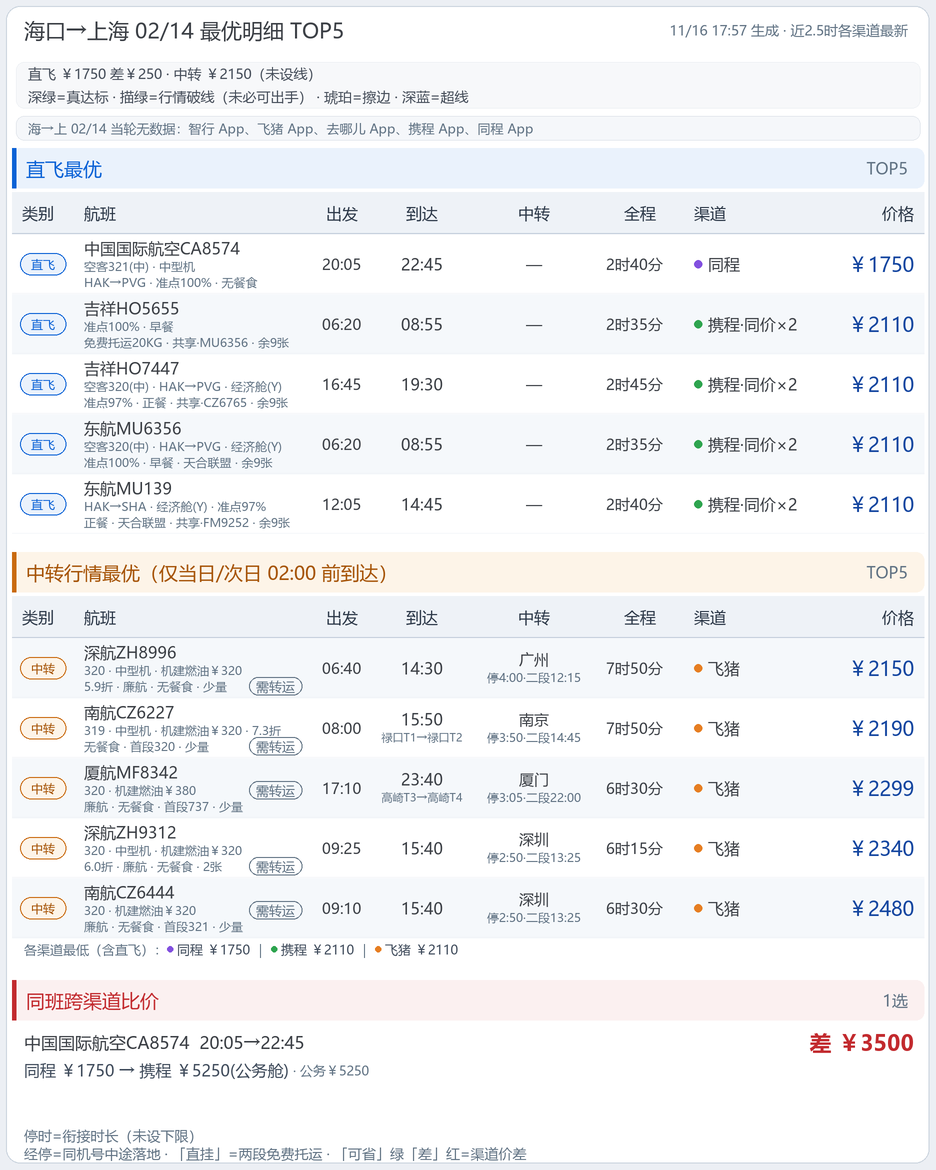 海口→上海 02/14 最优明细 TOP5
11/16 17:57 生成 · 近2.5时各渠道最新
直飞 ¥1750 差¥250 · 中转 ¥2150（未设线）
深绿=真达标 · 描绿=行情破线（未必可出手） · 琥珀=擦边 · 深蓝=超线
海→上 02/14 当轮无数据：智行 App、飞猪 App、去哪儿 App、携程 App、同程 App
直飞最优 TOP5
类别 航班 出发 到达 中转 全程 渠道 价格
直飞 中国国际航空CA8574 20:05 22:45 — 2时40分 同程 ¥1750
空客321(中) · 中型机
HAK→PVG · 准点100% · 无餐食
直飞 吉祥HO5655 06:20 08:55 — 2时35分 携程·同价×2 ¥2110
准点100% · 早餐
免费托运20KG · 共享·MU6356 · 余9张
直飞 吉祥HO7447 16:45 19:30 — 2时45分 携程·同价×2 ¥2110
空客320(中) · HAK→PVG · 经济舱(Y)
准点97% · 正餐 · 共享·CZ6765 · 余9张
直飞 东航MU6356 06:20 08:55 — 2时35分 携程·同价×2 ¥2110
空客320(中) · HAK→PVG · 经济舱(Y)
准点100% · 早餐 · 天合联盟 · 余9张
直飞 东航MU139 12:05 14:45 — 2时40分 携程·同价×2 ¥2110
HAK→SHA · 经济舱(Y) · 准点97%
正餐 · 天合联盟 · 共享·FM9252 · 余9张
中转行情最优（仅当日/次日 02:00 前到达） TOP5
类别 航班 出发 到达 中转 全程 渠道 价格
中转 深航ZH8996 06:40 14:30 广州 7时50分 飞猪 ¥2150
320 · 中型机 · 机建燃油¥320 停4:00·二段12:15
5.9折 · 廉航 · 无餐食 · 少量 需转运
中转 南航CZ6227 08:00 15:50 南京 7时50分 飞猪 ¥2190
319 · 中型机 · 机建燃油¥320 · 7.3折 禄口T1→禄口T2 停3:50·二段14:45
无餐食 · 首段320 · 少量 需转运
中转 厦航MF8342 17:10 23:40 厦门 6时30分 飞猪 ¥2299
320 · 机建燃油¥380 需转运 高崎T3→高崎T4 停3:05·二段22:00
廉航 · 无餐食 · 首段737 · 少量
中转 深航ZH9312 09:25 15:40 深圳 6时15分 飞猪 ¥2340
320 · 中型机 · 机建燃油¥320 停2:50·二段13:25
6.0折 · 廉航 · 无餐食 · 2张 需转运
中转 南航CZ6444 09:10 15:40 深圳 6时30分 飞猪 ¥2480
320 · 机建燃油¥320 需转运 停2:50·二段13:25
廉航 · 无餐食 · 首段321 · 少量
各渠道最低（含直飞）: 同程 ¥1750 | 携程 ¥2110 | 飞猪 ¥2110
同班跨渠道比价 1选
中国国际航空CA8574 20:05→22:45 差 ¥3500
同程 ¥1750 → 携程 ¥5250(公务舱) · 公务¥5250
停时=衔接时长（未设下限）
经停=同机号中途落地 · 「直挂」=两段免费托运 · 「可省」绿「差」红=渠道价差